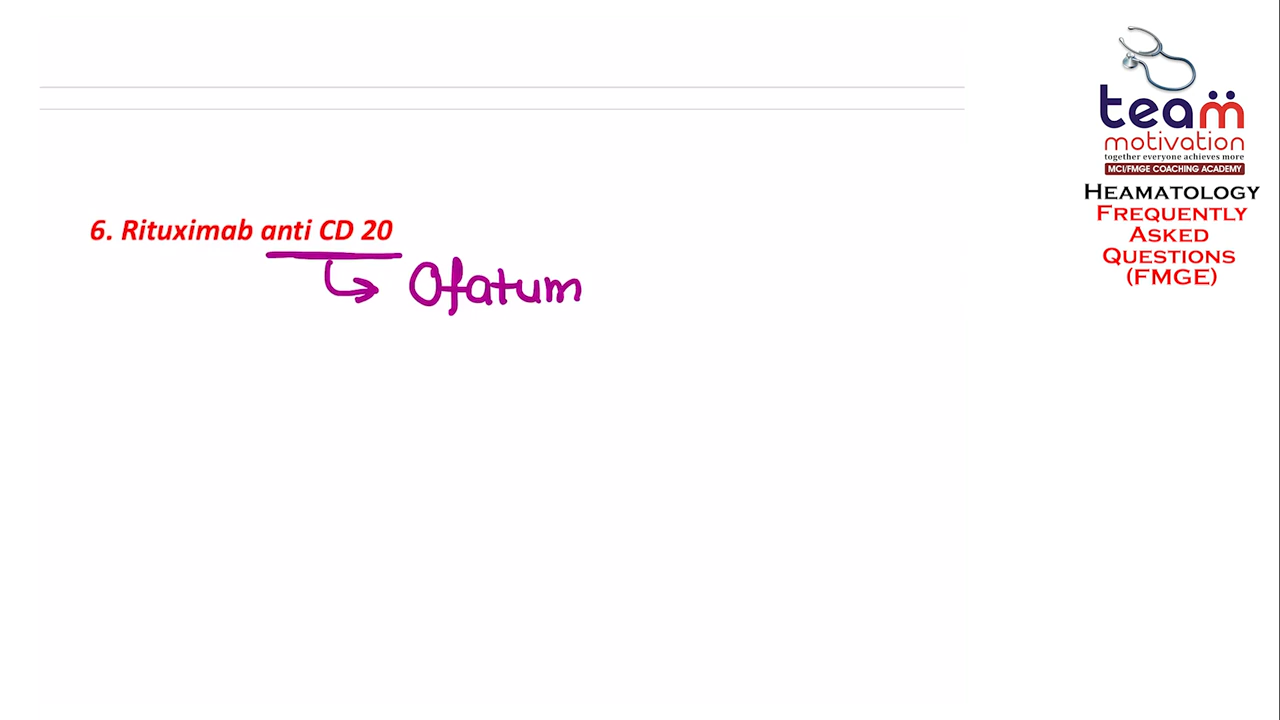 6. Rituximab anti CD 20
Ofatum
team
motivation
together everyone achieves more
MCI/FMGE COACHING ACADEMY
HEAMATOLOGY
FREQUENTLY
ASKED
QUESTIONS
(FMGE)